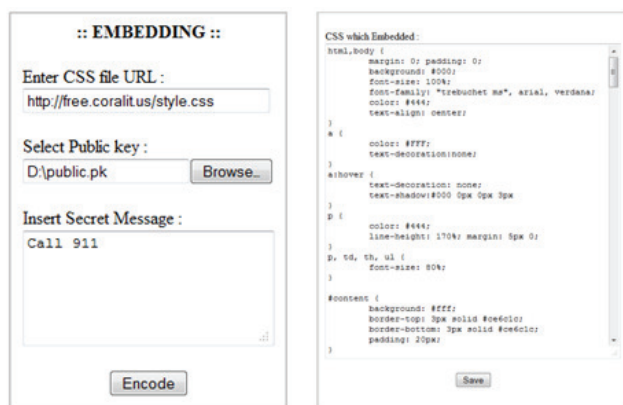 :: EMBEDDING ::
Enter CSS file URL :
http://free.coralit.us/style.css
Select Public key :
D:\public.pk
Browse..
Insert Secret Message :
Call 911
Encode
CSS which Embedded :
html,body {
margin: 0; padding: 0;
background: #000;
font-size: 100%;
font-family: "trebuchet ms", arial, verdana;
color: #444;
text-align: center;
}
a {
color: #FFF;
text-decoration:none;
}
a:hover {
text-decoration: none;
text-shadow:#000 0px 0px 3px
}
p {
color: #444;
line-height: 170%; margin: 5px 0;
}
p, td, th, ul {
font-size: 80%;
}
#content {
background: #fff;
border-top: 3px solid #ce6c1c;
border-bottom: 3px solid #ce6c1c;
padding: 20px;
}
Save